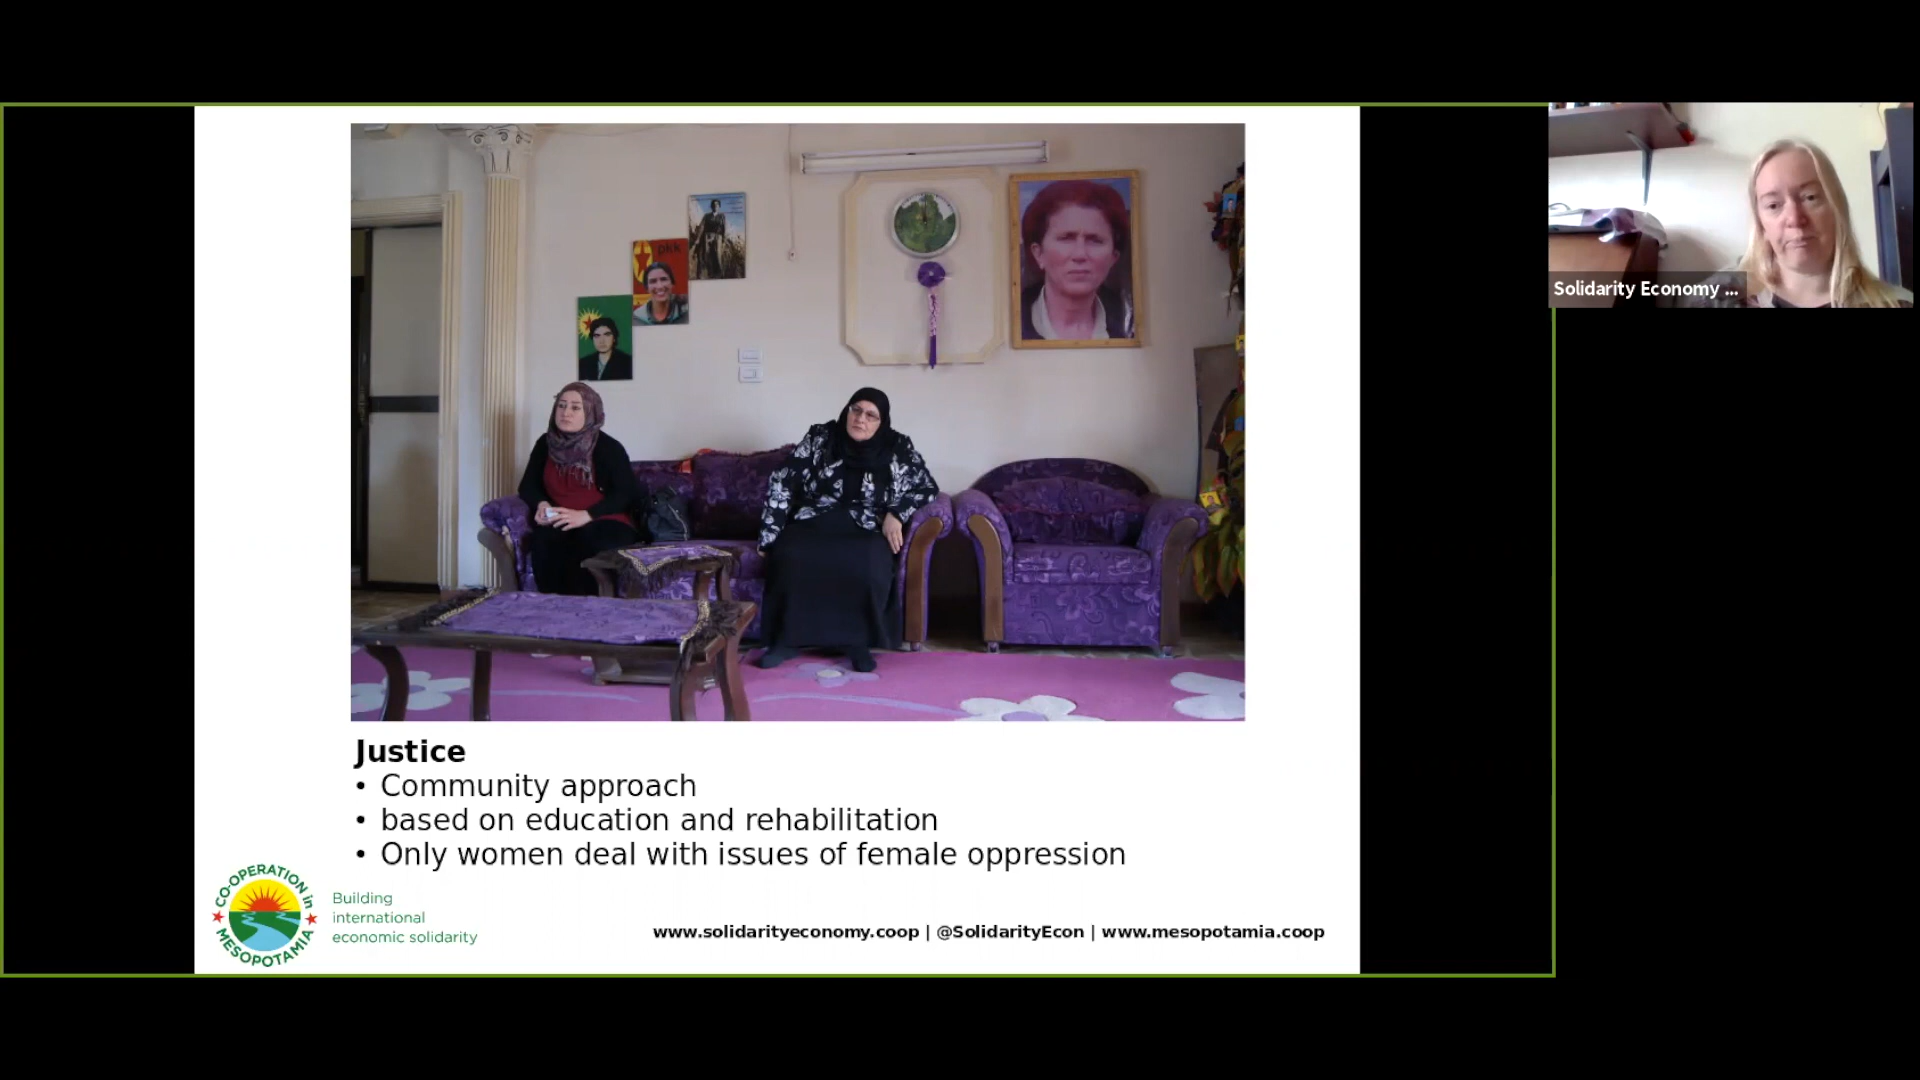 pkk
Solidarity Economy ...
Justice
• Community approach
• based on education and rehabilitation
• Only women deal with issues of female oppression
CO-OPERATION in
MESOPOTAMIA
Building
international
economic solidarity
www.solidarityeconomy.coop | @SolidarityEcon | www.mesopotamia.coop